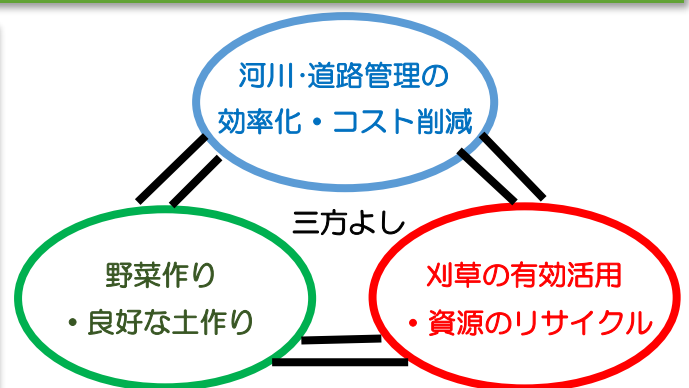 河川・道路管理の
効率化・コスト削減
三方よし
野菜作り
・良好な土作り
刈草の有効活用
・資源のリサイクル